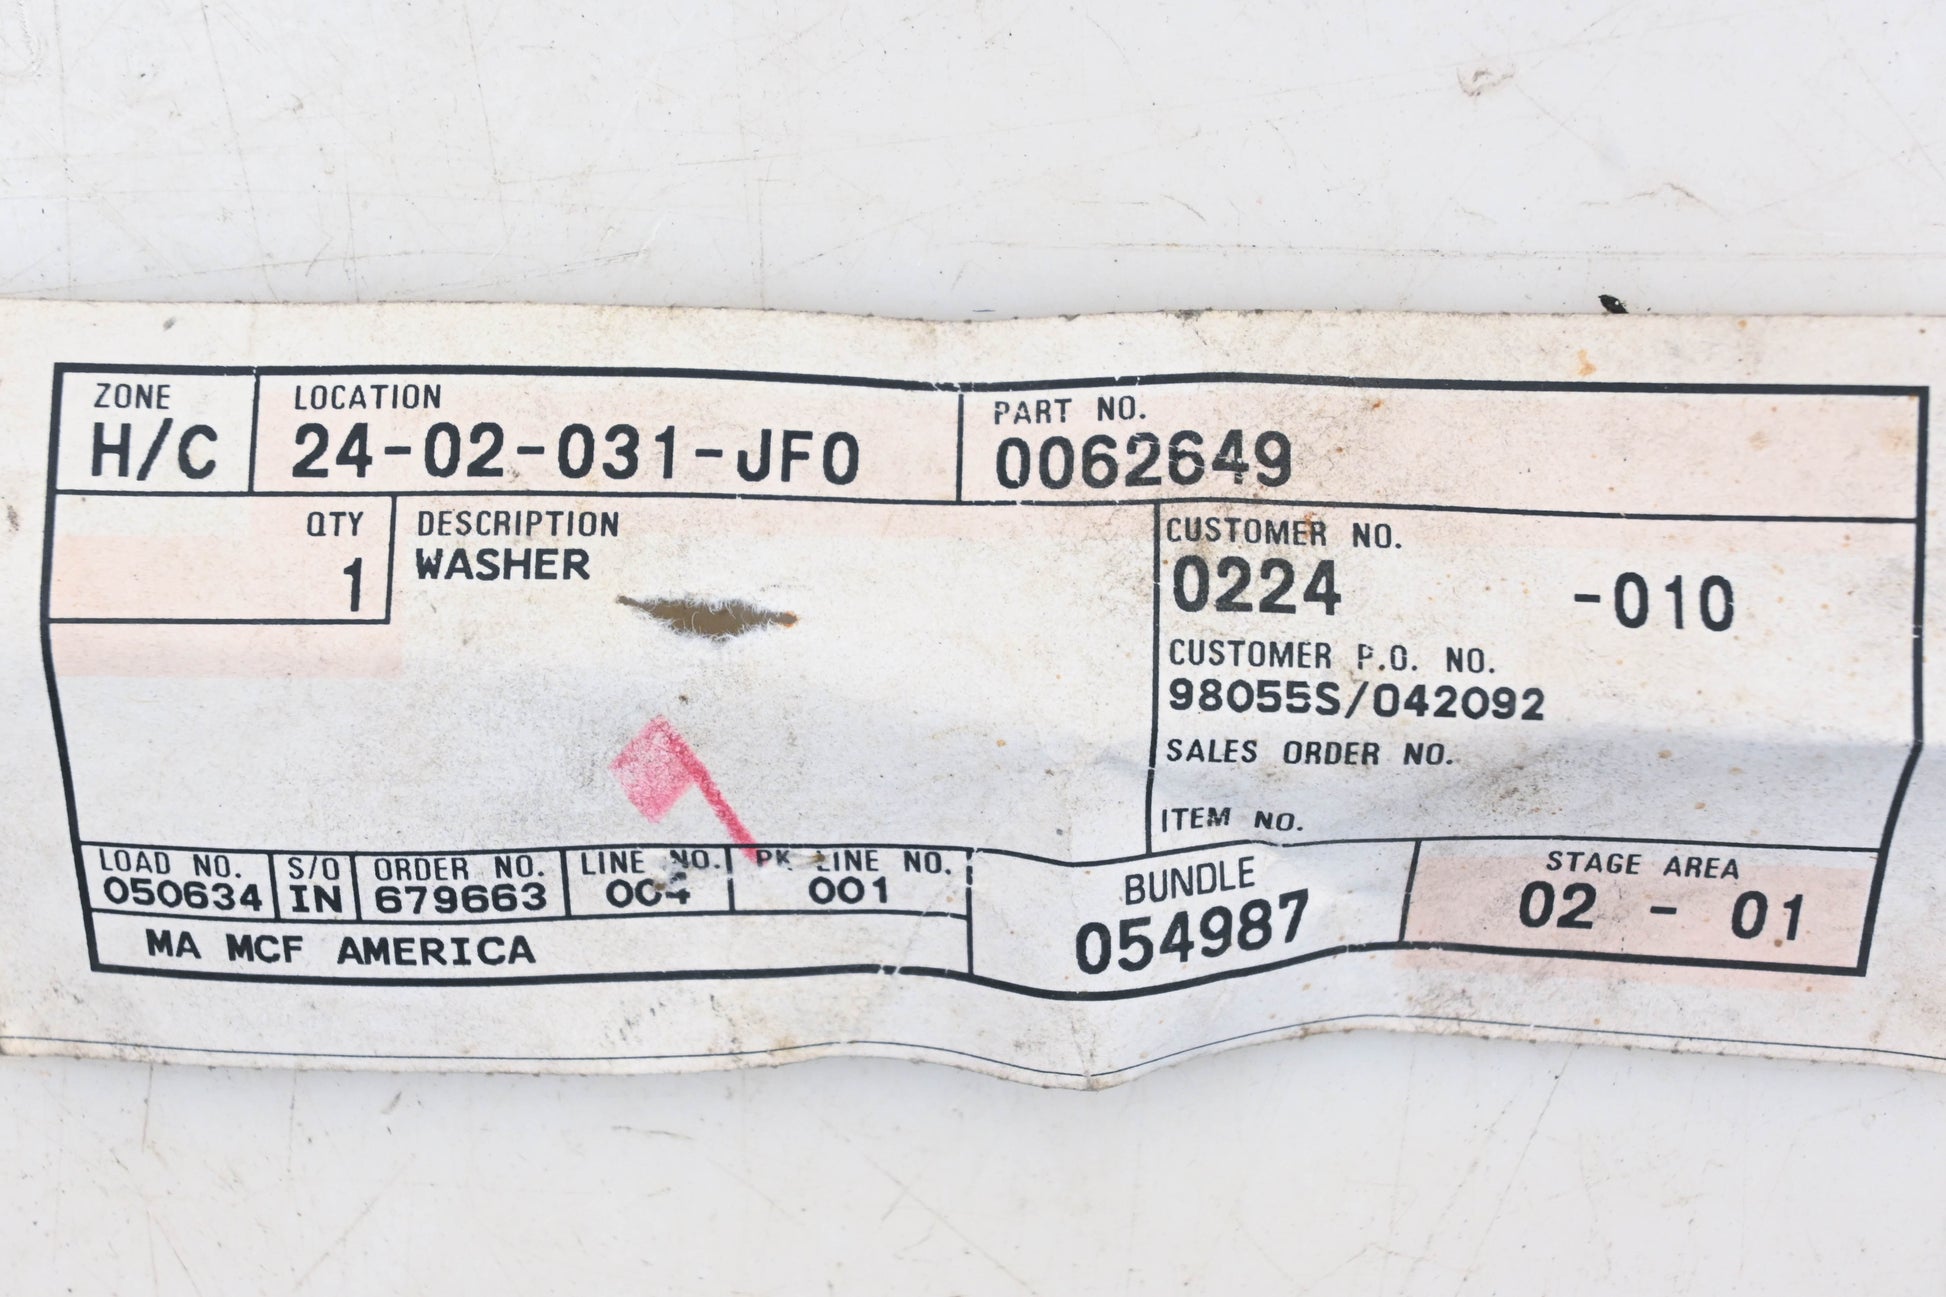 ZONE LOCATION PART NO.
H/C 24-02-031-JF0 0062649
QTY DESCRIPTION CUSTOMER NO.
1 WASHER 0224 -010
CUSTOMER P.O. NO.
98055S/042092
SALES ORDER NO.
ITEM NO.
LOAD NO. S/O ORDER NO. LINE NO. PK LINE NO. BUNDLE STAGE AREA
050634 IN 679663 004 001 054987 02 - 01
MA MCF AMERICA